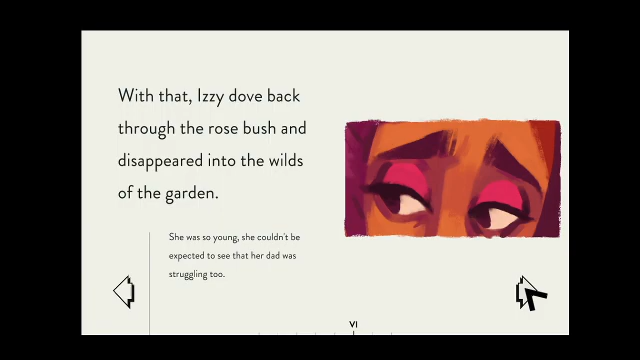 With that, Izzy dove back
through the rose bush and
disappeared into the wilds
of the garden.
She was so young, she couldn't be
expected to see that her dad was
struggling too.
VI